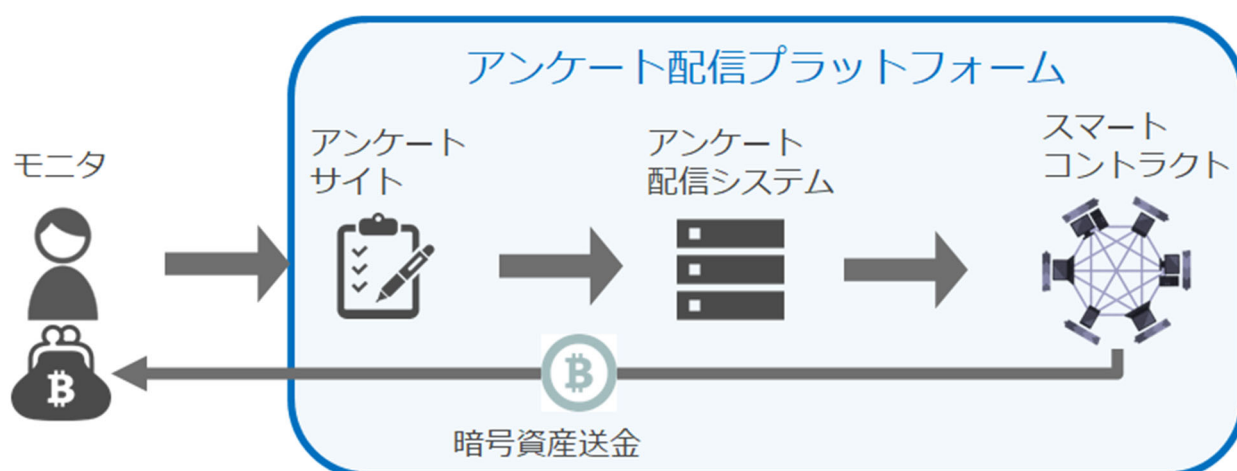 アンケート配信プラットフォーム
モニタ
アンケート
サイト
アンケート
配信システム
スマート
コントラクト
暗号資産送金